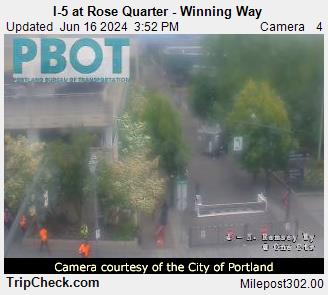 I-5 at Rose Quarter - Winning Way
Updated Jun 16 2024 3:52 PM Camera 4
PBOT
PORTLAND BUREAU OF TRANSPORTATION
Camera courtesy of the City of Portland
TripCheck.com Milepost302.00